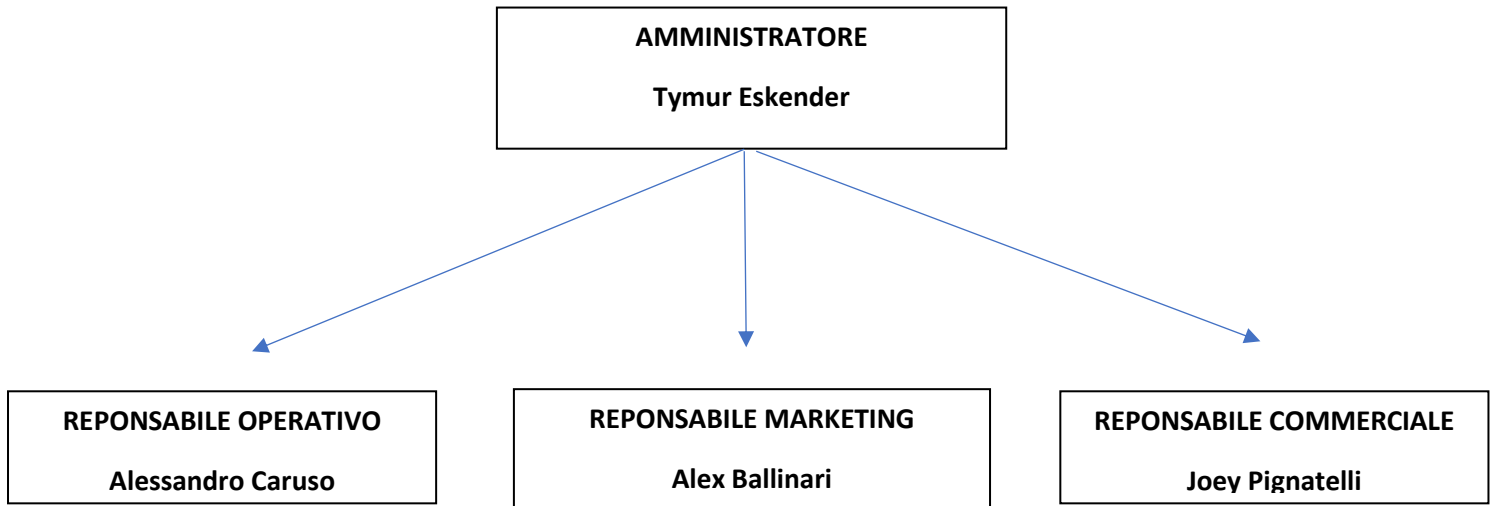 AMMINISTRATORE
Tymur Eskender
REPONSABILE OPERATIVO
Alessandro Caruso
REPONSABILE MARKETING
Alex Ballinari
REPONSABILE COMMERCIALE
Joey Pignatelli